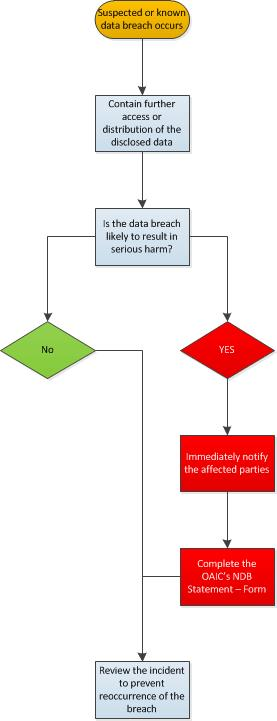 Suspected or known
data breach occurs
Contain further
access or
distribution of the
disclosed data
Is the data breach
likely to result in
serious harm?
No
YES
Immediately notify
the affected parties
Complete the
OAIC's NDB
Statement – Form
Review the incident
to prevent
reoccurrence of the
breach